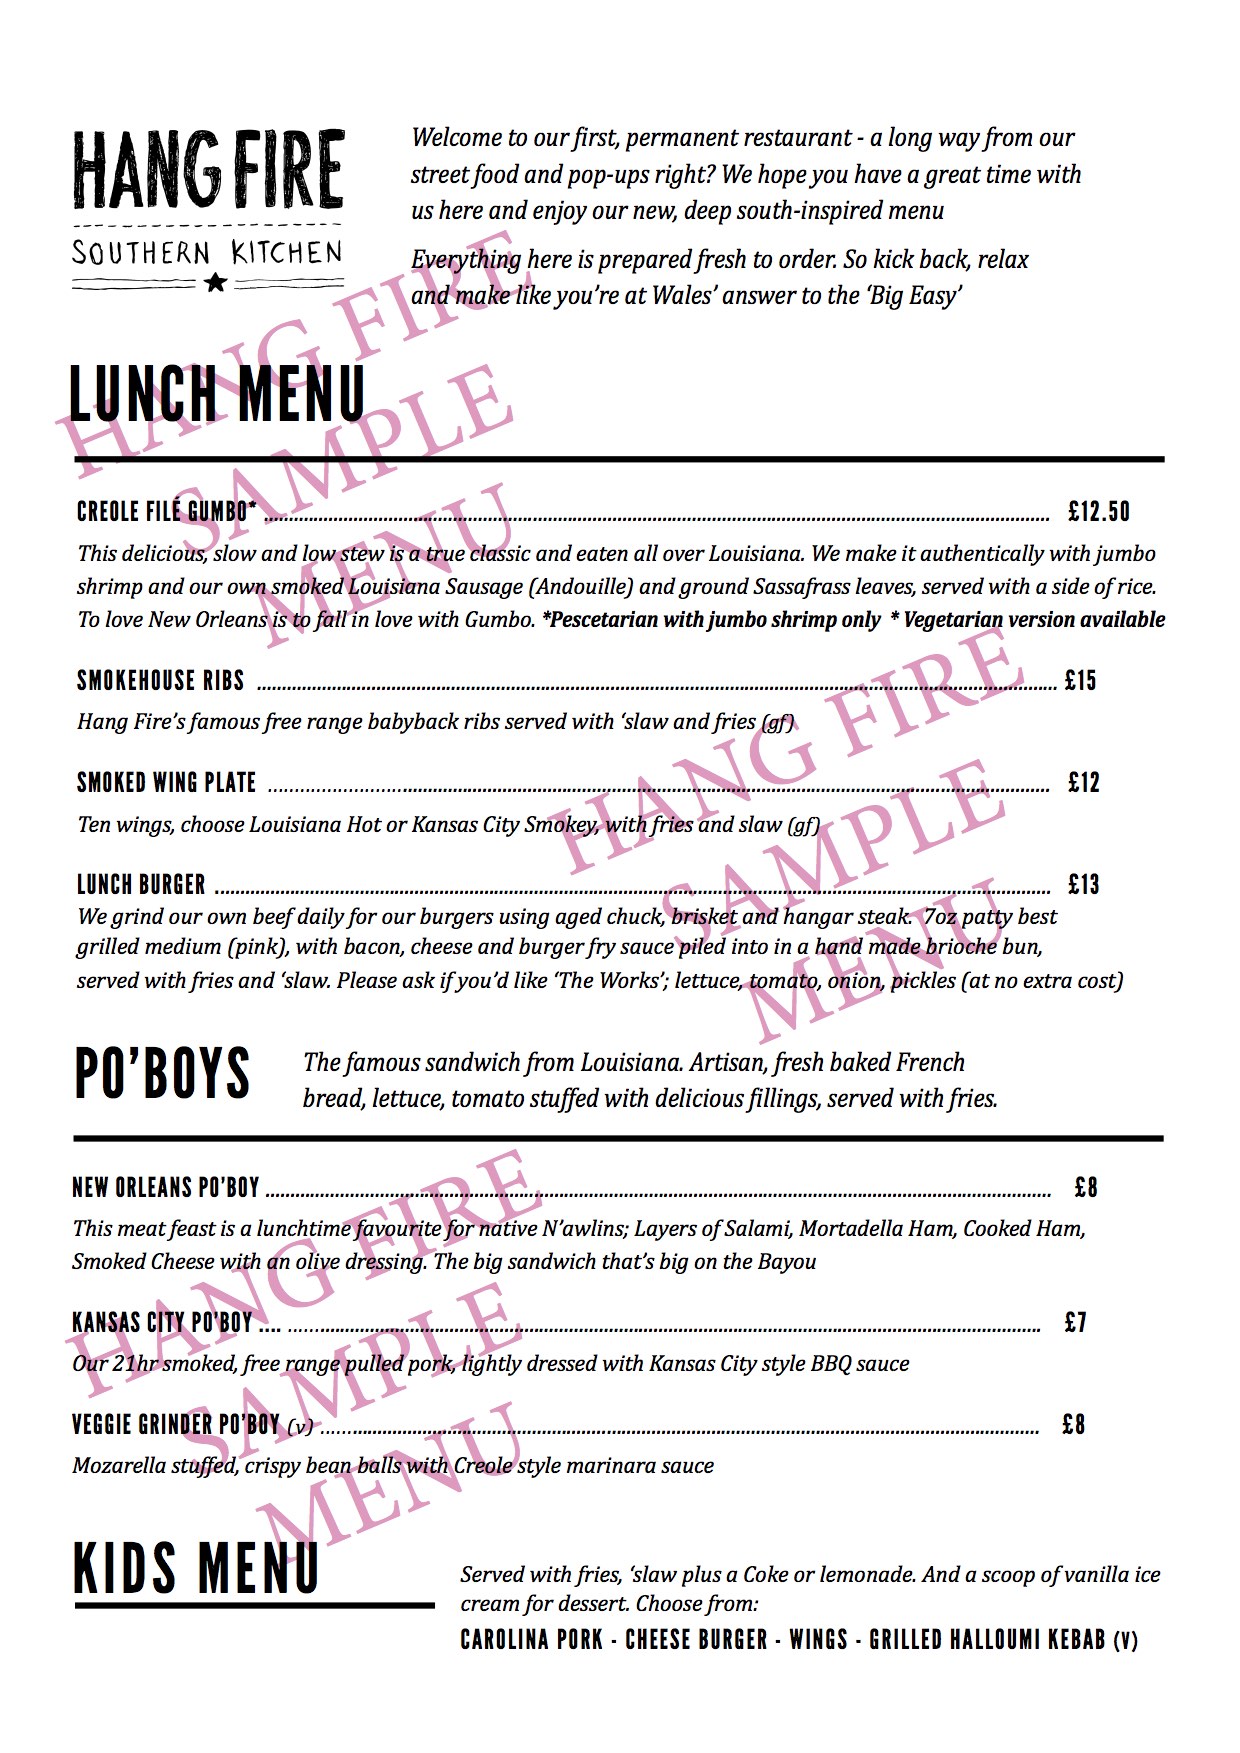 HANG FIRE
SOUTHERN KITCHEN
Welcome to our first, permanent restaurant - a long way from our
street food and pop-ups right? We hope you have a great time with
us here and enjoy our new, deep south-inspired menu
Everything here is prepared fresh to order. So kick back, relax
and make like you're at Wales' answer to the 'Big Easy'
HANG FIRE
SAMPLE
MENU
LUNCH MENU
CREOLE FILÉ GUMBO* £12.50
This delicious, slow and low stew is a true classic and eaten all over Louisiana. We make it authentically with jumbo
shrimp and our own smoked Louisiana Sausage (Andouille) and ground Sassafrass leaves, served with a side of rice.
To love New Orleans is to fall in love with Gumbo. *Pescetarian with jumbo shrimp only * Vegetarian version available
SMOKEHOUSE RIBS £15
Hang Fire's famous free range babyback ribs served with 'slaw and fries (gf)
HANG FIRE
SAMPLE
MENU
SMOKED WING PLATE £12
Ten wings, choose Louisiana Hot or Kansas City Smokey, with fries and slaw (gf)
LUNCH BURGER £13
We grind our own beef daily for our burgers using aged chuck, brisket and hangar steak. 7oz patty best
grilled medium (pink), with bacon, cheese and burger fry sauce piled into in a hand made brioche bun,
served with fries and 'slaw. Please ask if you'd like 'The Works'; lettuce, tomato, onion, pickles (at no extra cost)
PO'BOYS
The famous sandwich from Louisiana. Artisan, fresh baked French
bread, lettuce, tomato stuffed with delicious fillings, served with fries.
NEW ORLEANS PO'BOY £8
This meat feast is a lunchtime favourite for native N'awlins; Layers of Salami, Mortadella Ham, Cooked Ham,
Smoked Cheese with an olive dressing. The big sandwich that's big on the Bayou
HANG FIRE
SAMPLE
MENU
KANSAS CITY PO'BOY .... £7
Our 21hr smoked, free range pulled pork, lightly dressed with Kansas City style BBQ sauce
VEGGIE GRINDER PO'BOY (v) £8
Mozarella stuffed, crispy bean balls with Creole style marinara sauce
KIDS MENU
Served with fries, 'slaw plus a Coke or lemonade. And a scoop of vanilla ice
cream for dessert. Choose from:
CAROLINA PORK - CHEESE BURGER - WINGS - GRILLED HALLOUMI KEBAB (V)